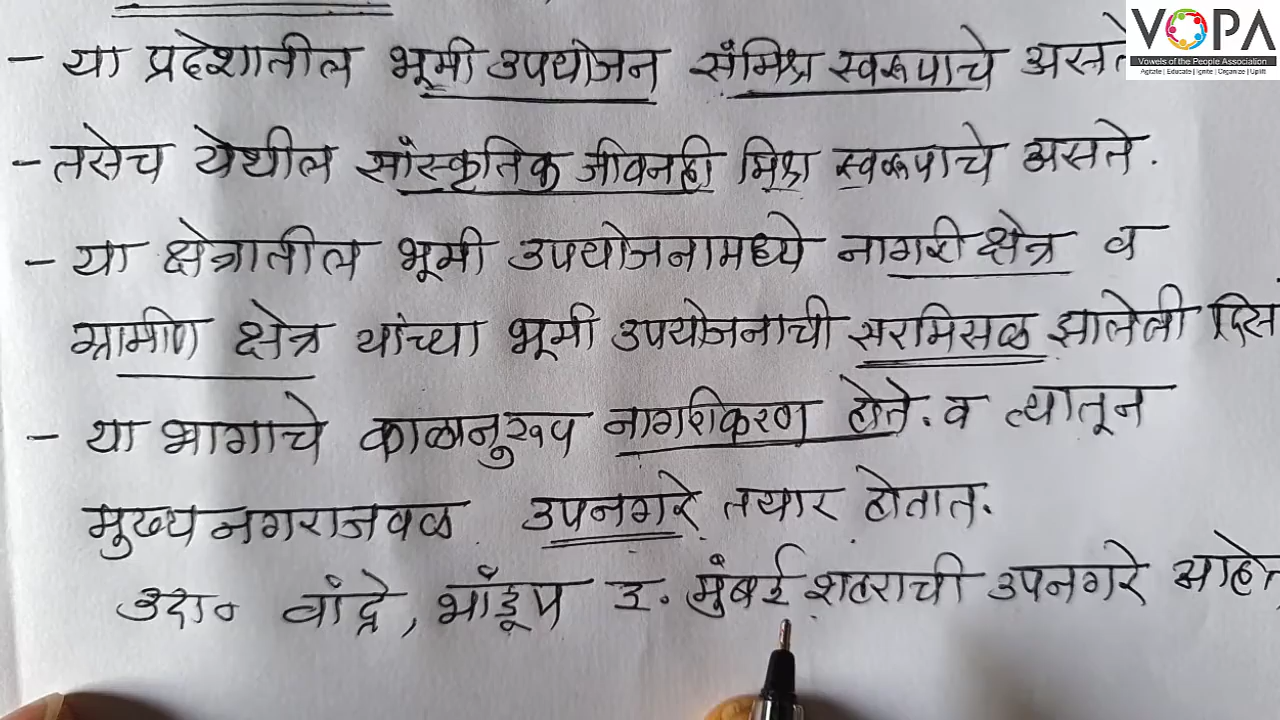 VOPA
Vowels of the People Association
Agitate | Educate | Ignite | Organize | Uplift
- या प्रदेशातील भूमी उपयोजन संमिश्र स्वरूपाचे असते
- तसेच येथील सांस्कृतिक जीवनही मिश्र स्वरूपाचे असते.
- या क्षेत्रातील भूमी उपयोजनामध्ये नागरी क्षेत्र व
ग्रामीण क्षेत्र यांच्या भूमी उपयोजनाची सरमिसळ झालेली
- या भागाचे काळानुरूप नागरीकरण होते. व त्यातून
मुख्य नगराजवळ उपनगरे तयार होतात.
उदा० वांद्रे, भाँडूप इ. मुंबई शहराची उपनगरे आहेत